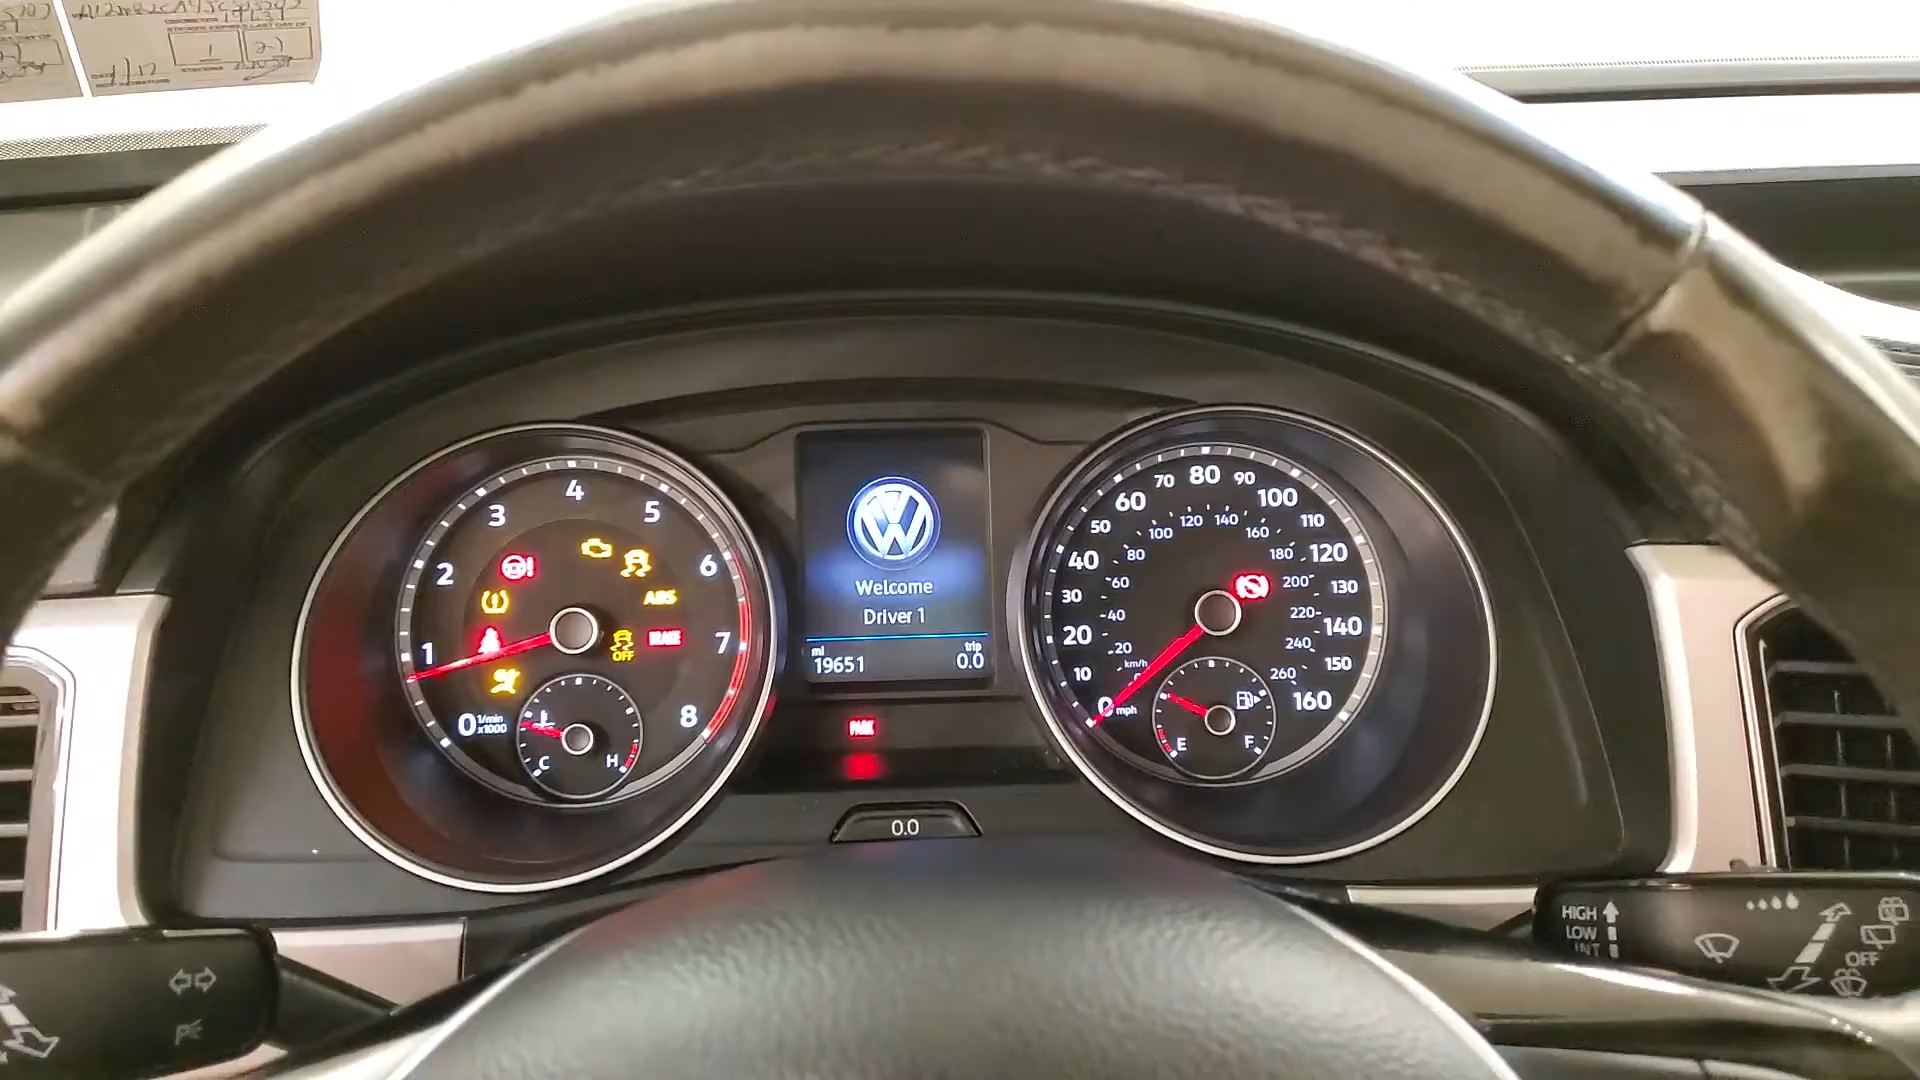 4
3
5
2
6
ABS
1
OFF
BRAKE
7
0 1/min
x1000
8
C
H
Welcome
Driver 1
mi
19651
trip
0.0
PARK
0.0
80
70
90
60
100
50
110
120
140
100
160
40
80
180
120
30
60
200
130
40
220
20
140
20
240
10
km/h
150
260
0 mph
160
E
F
HIGH
LOW
INT
OFF